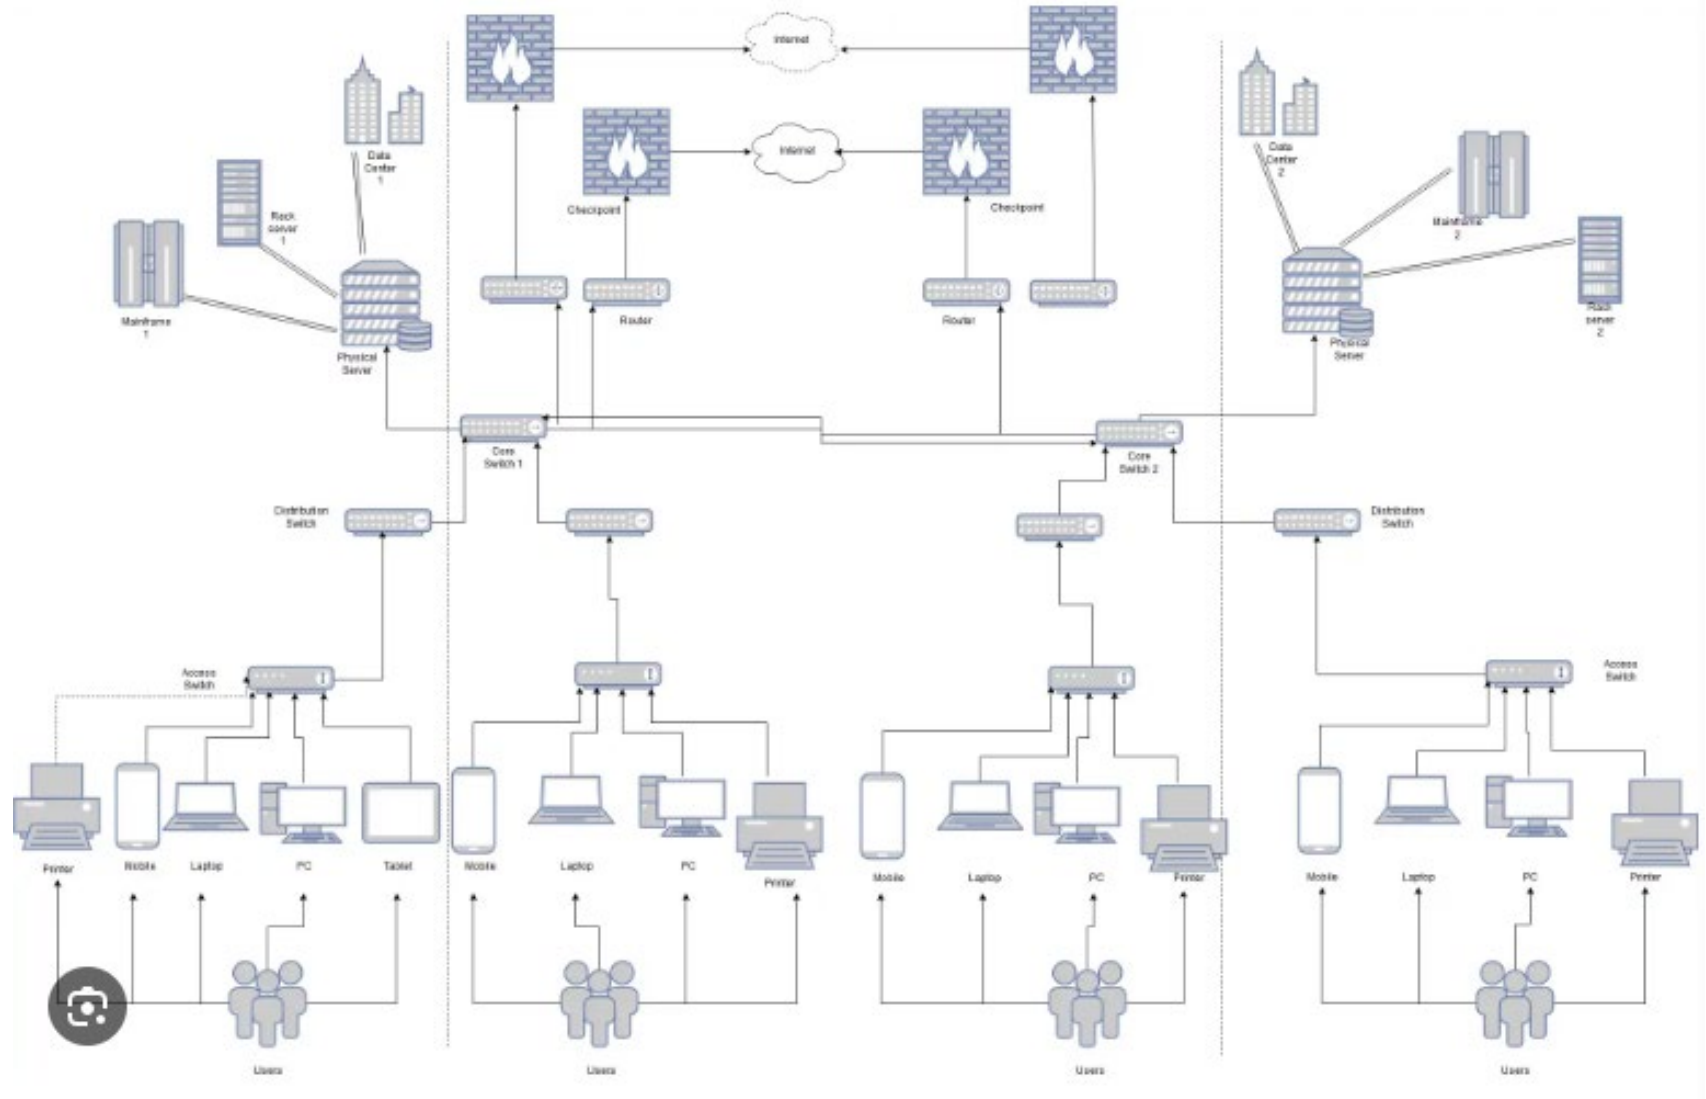 Internet
Internet
Data
Center
1
Data
Center
2
Checkpoint
Checkpoint
Rack
server
1
Mainframe
2
Mainframe
1
Router
Router
Rack
server
2
Physical
Server
Physical
Server
Core
Switch 1
Core
Switch 2
Distribution
Switch
Distribution
Switch
Access
Switch
Access
Switch
Printer
Mobile
Laptop
PC
Tablet
Mobile
Laptop
PC
Printer
Mobile
Laptop
PC
Printer
Mobile
Laptop
PC
Printer
Users
Users
Users
Users